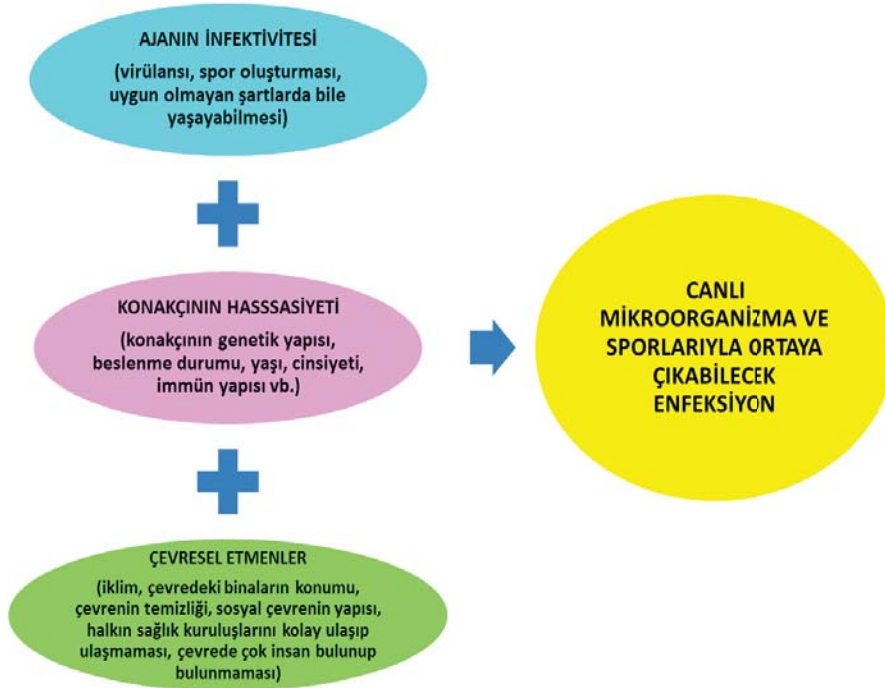 AJANIN İNFEKTİVİTESİ
(virülansı, spor oluşturması,
uygun olmayan şartlarda bile
yaşayabilmesi)
KONAKÇININ HASSSASİYETİ
(konakçının genetik yapısı,
beslenme durumu, yaşı, cinsiyeti,
immün yapısı vb.)
ÇEVRESEL ETMENLER
(iklim, çevredeki binaların konumu,
çevrenin temizliği, sosyal çevrenin yapısı,
halkın sağlık kuruluşlarını kolay ulaşıp
ulaşmaması, çevrede çok insan bulunup
bulunmaması)
CANLI
MİKROORGANİZMA VE
SPORLARIYLA ORTAYA
ÇIKABİLECEK
ENFEKSİYON